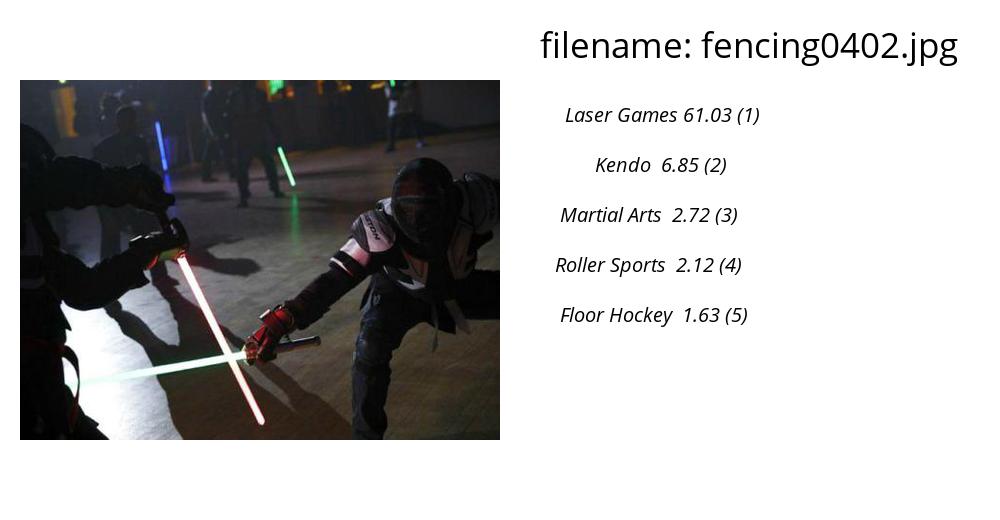 filename: fencing0402.jpg
Laser Games 61.03 (1)
Kendo 6.85 (2)
Martial Arts 2.72 (3)
Roller Sports 2.12 (4)
Floor Hockey 1.63 (5)